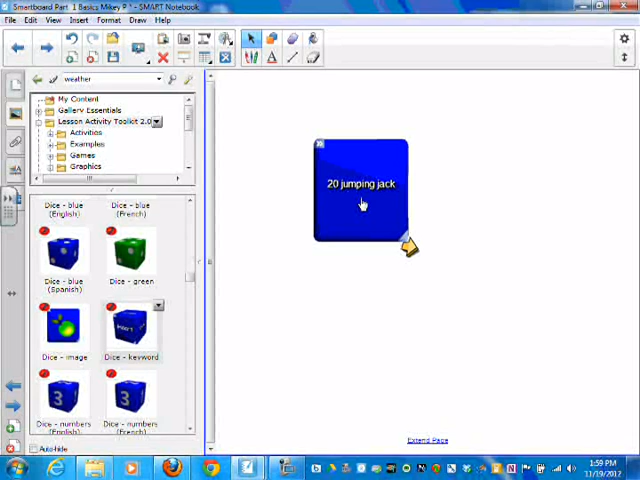 Smartboard Part 1 Basics Mikey P * - SMART Notebook
File Edit View Insert Format Draw Help
weather
My Content
Gallery Essentials
Lesson Activity Toolkit 2.0
Activities
Examples
Games
Graphics
Dice - blue (English)
Dice - blue (French)
Dice - blue (Spanish)
Dice - green
Dice - image
Dice - keyword
Dice - numbers (English)
Dice - numbers (French)
Auto-hide
20 jumping jack
Extend Page
1:59 PM
11/19/2012